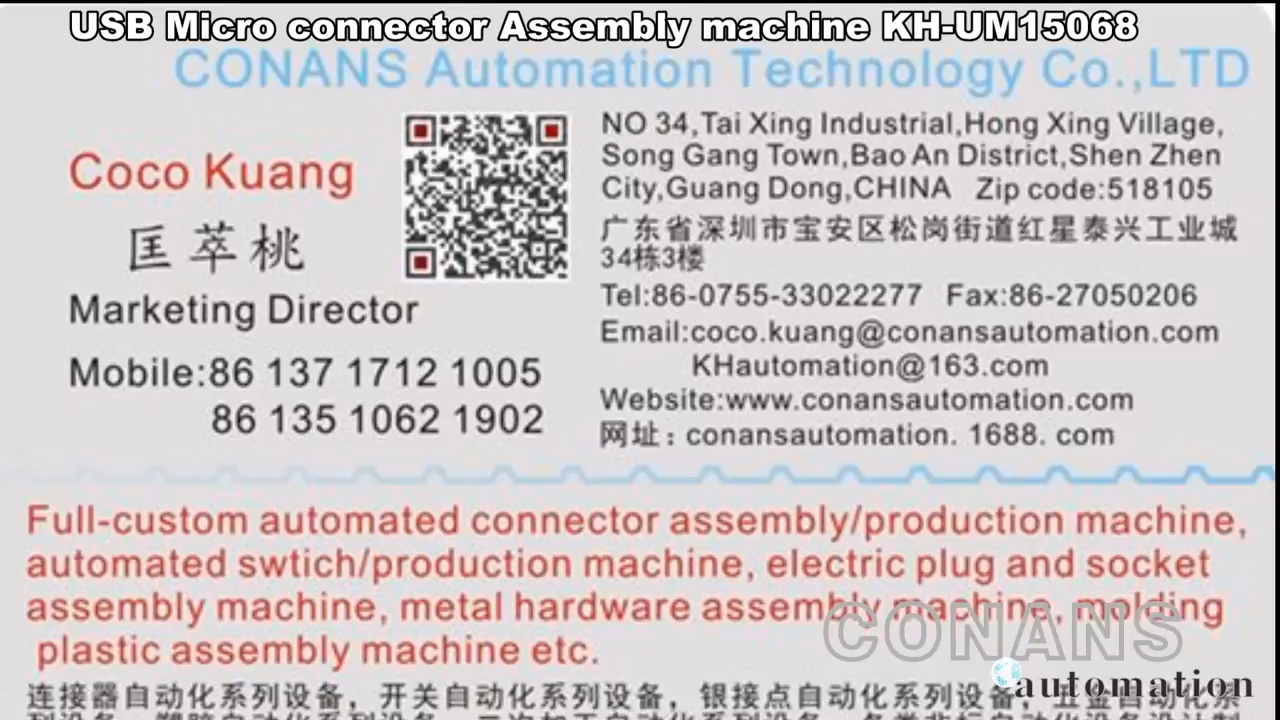 USB Micro connector Assembly machine KH-UM15068
CONANS Automation Technology Co.,LTD
Coco Kuang
匡萃桃
Marketing Director
Mobile:86 137 1712 1005
86 135 1062 1902
NO 34,Tai Xing Industrial,Hong Xing Village,
Song Gang Town,Bao An District,Shen Zhen
City,Guang Dong,CHINA Zip code:518105
广东省深圳市宝安区松岗街道红星泰兴工业城
34栋3楼
Tel:86-0755-33022277 Fax:86-27050206
Email:coco.kuang@conansautomation.com
KHautomation@163.com
Website:www.conansautomation.com
网址：conansautomation. 1688. com
Full-custom automated connector assembly/production machine,
automated swtich/production machine, electric plug and socket
assembly machine, metal hardware assembly machine, molding
plastic assembly machine etc.
CONANS
automation
连接器自动化系列设备，开关自动化系列设备，银接点自动化系列设备，五金自动化系